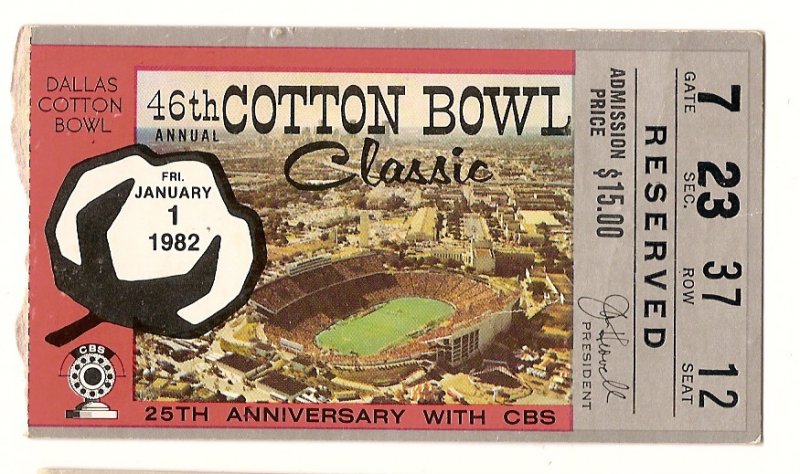 DALLAS
COTTON
BOWL
46th COTTON BOWL
ANNUAL
Classic
FRI.
JANUARY
1
1982
CBS
25TH ANNIVERSARY WITH CBS
ADMISSION $15.00
PRICE
PRESIDENT
RESERVED
GATE 7
SEC. 23
ROW 37
SEAT 12